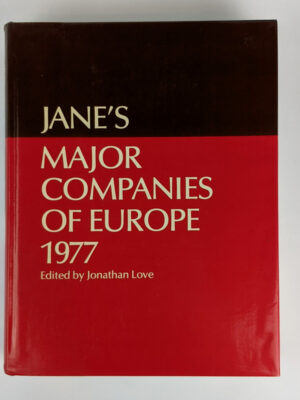 JANE'S
MAJOR
COMPANIES
OF EUROPE
1977
Edited by Jonathan Love